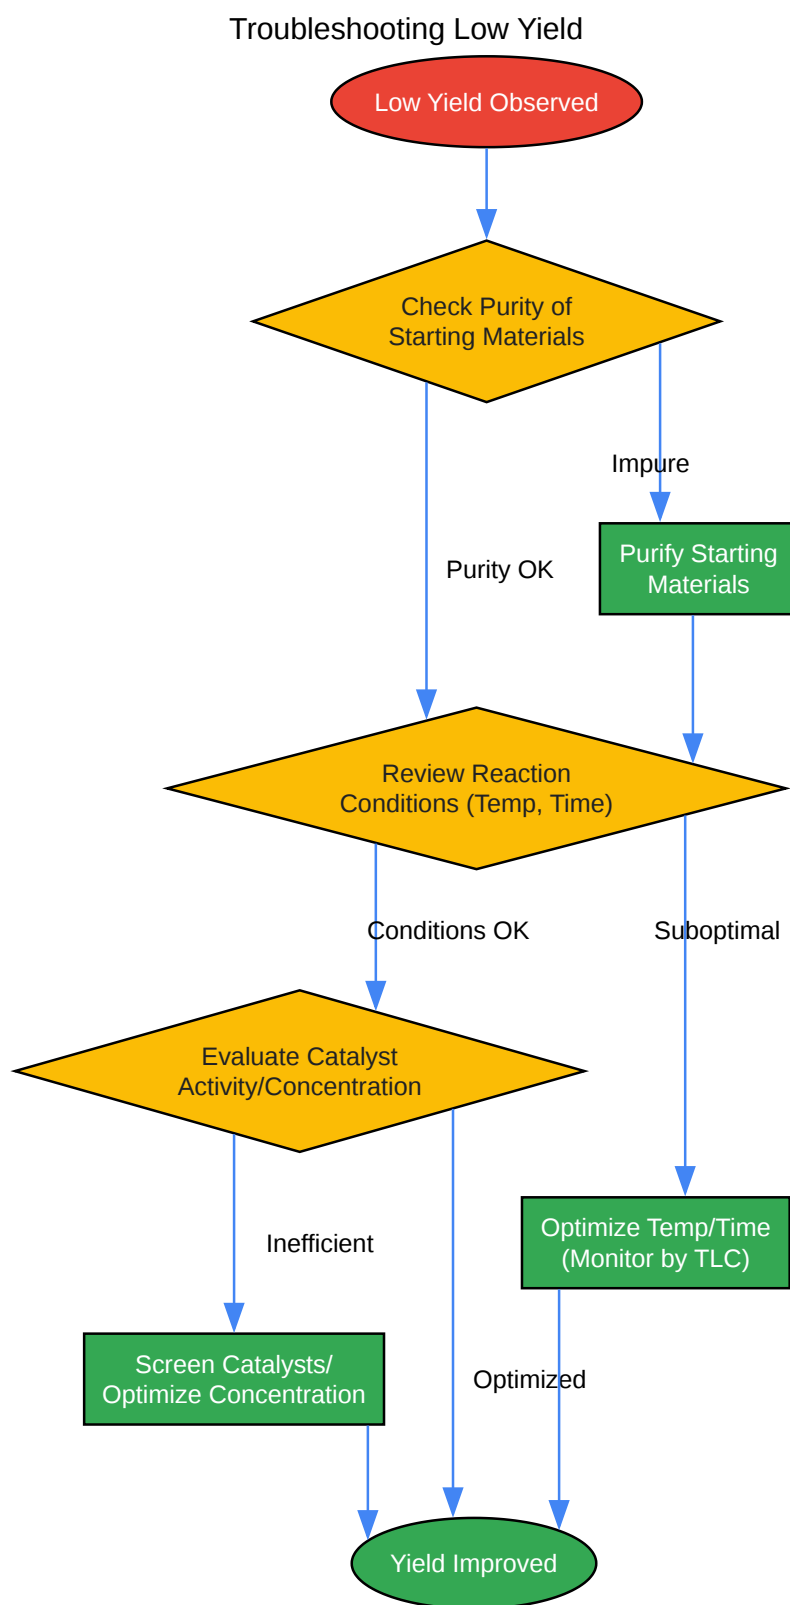 Troubleshooting Low Yield
Low Yield Observed
Check Purity of
Starting Materials
Impure
Purity OK
Purify Starting
Materials
Review Reaction
Conditions (Temp, Time)
Conditions OK
Suboptimal
Evaluate Catalyst
Activity/Concentration
Inefficient
Optimize Temp/Time
(Monitor by TLC)
Screen Catalysts/
Optimize Concentration
Optimized
Yield Improved